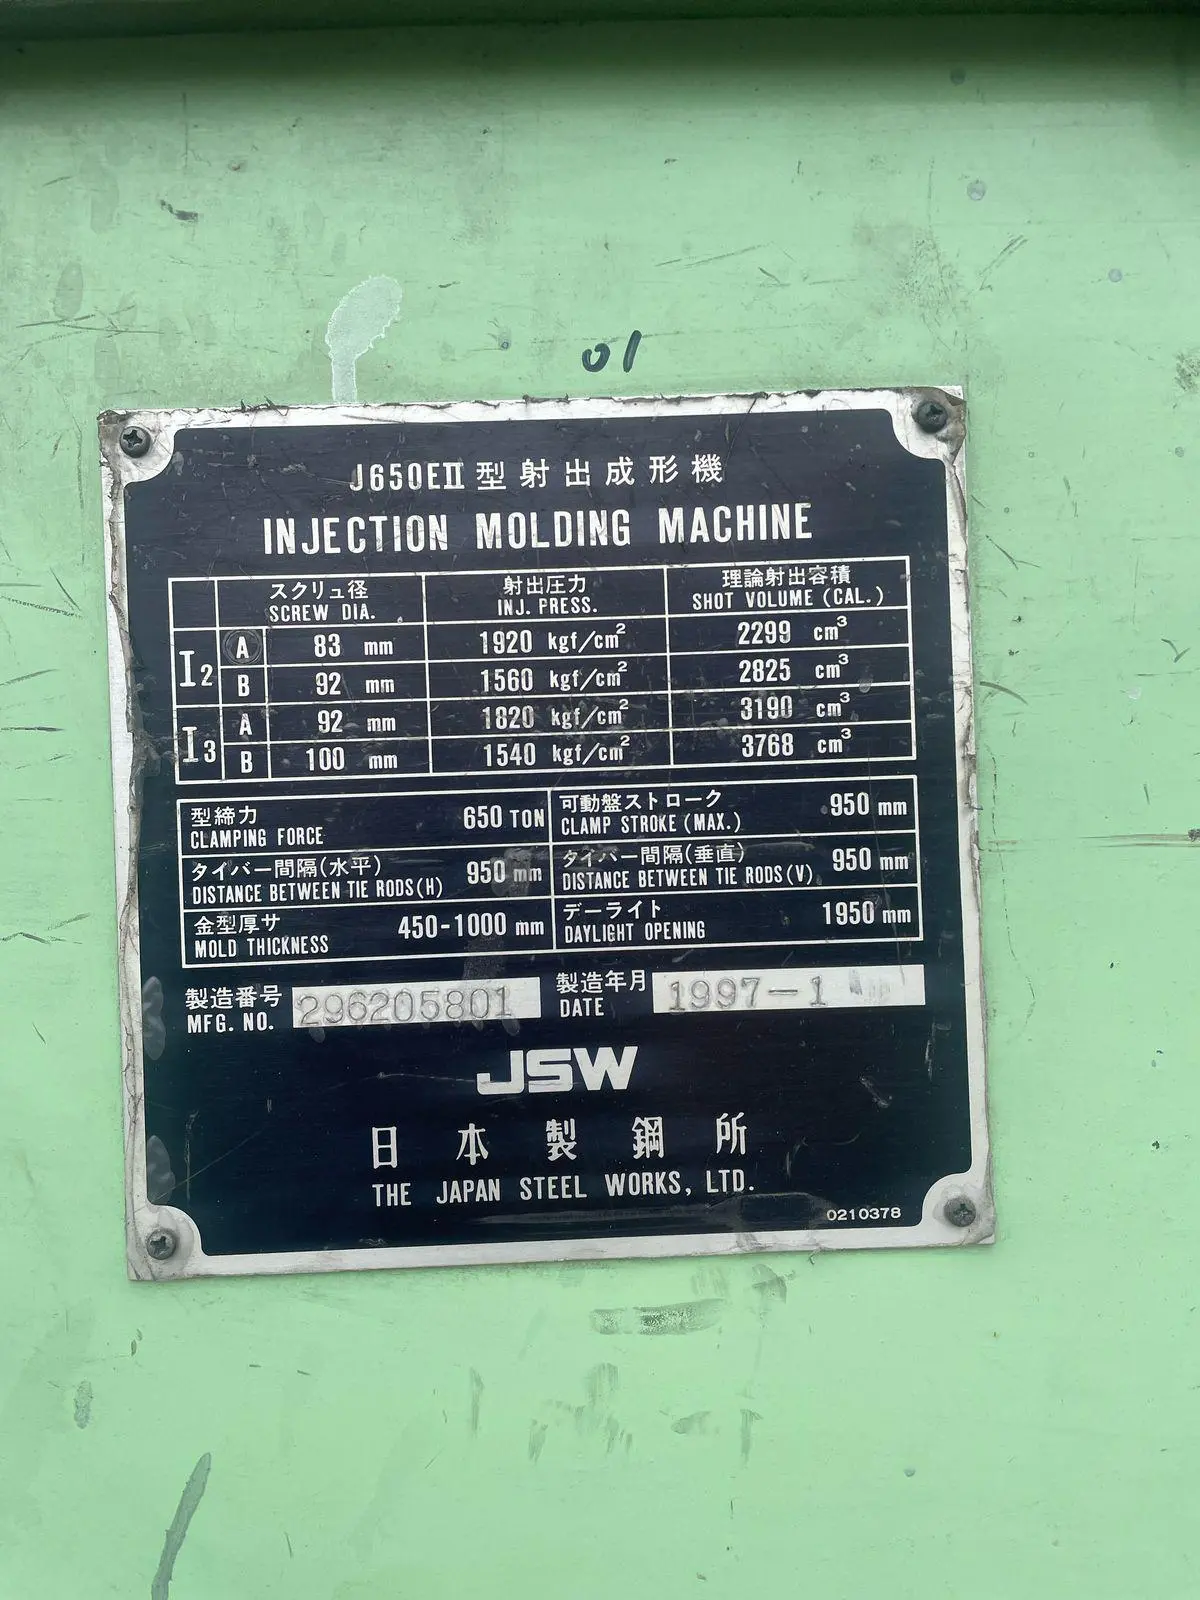 01
J650EⅡ型射出成形機
INJECTION MOLDING MACHINE
スクリュ径 射出圧力 理論射出容積
SCREW DIA. INJ. PRESS. SHOT VOLUME (CAL.)
I2 A 83 mm 1920 kgf/cm² 2299 cm³
B 92 mm 1560 kgf/cm² 2825 cm³
I3 A 92 mm 1820 kgf/cm² 3190 cm³
B 100 mm 1540 kgf/cm² 3768 cm³
型締力 650 TON 可動盤ストローク 950 mm
CLAMPING FORCE CLAMP STROKE (MAX.)
タイバー間隔(水平) 950 mm タイバー間隔(垂直) 950 mm
DISTANCE BETWEEN TIE RODS(H) DISTANCE BETWEEN TIE RODS(V)
金型厚サ 450-1000 mm デーライト 1950 mm
MOLD THICKNESS DAYLIGHT OPENING
製造番号 296205801 製造年月 1997-1
MFG. NO. DATE
JSW
日本製鋼所
THE JAPAN STEEL WORKS, LTD.
0210378